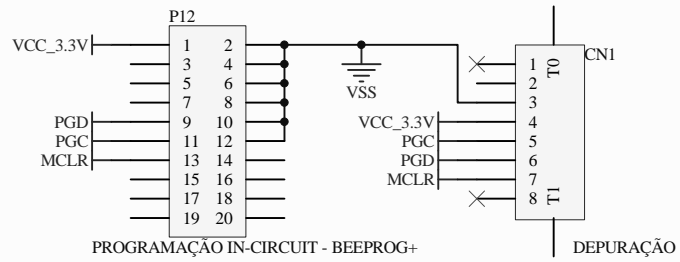 P12
VCC_3.3V 1 2
3 4
5 6
7 8
PGD 9 10
PGC 11 12
MCLR 13 14
15 16
17 18
19 20
PROGRAMAÇÃO IN-CIRCUIT - BEEPROG+
VSS
CN1
T0
1
2
3
VCC_3.3V 4
PGC 5
PGD 6
MCLR 7
8
T1
DEPURAÇÃO